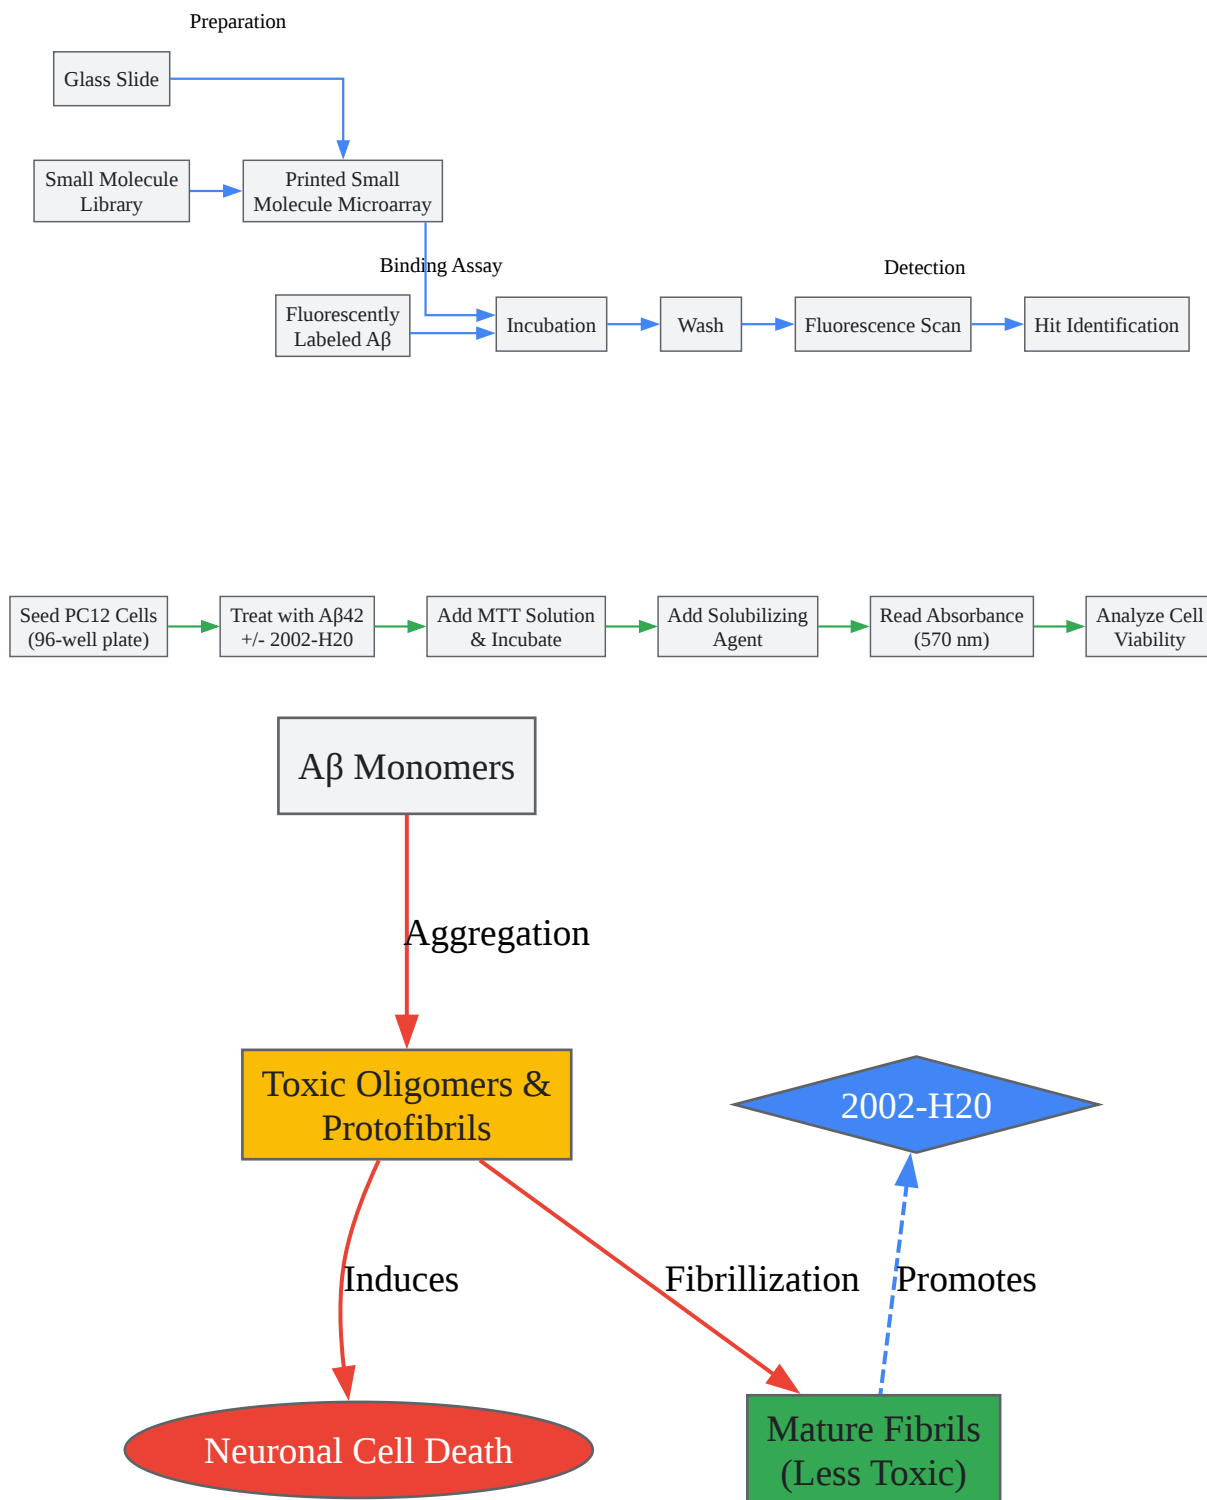 Preparation
Glass Slide
Small Molecule
Library
Printed Small
Molecule Microarray
Binding Assay
Detection
Fluorescently
Labeled Aβ
Incubation
Wash
Fluorescence Scan
Hit Identification
Seed PC12 Cells
(96-well plate)
Treat with Aβ42
+/- 2002-H20
Add MTT Solution
& Incubate
Add Solubilizing
Agent
Read Absorbance
(570 nm)
Analyze Cell
Viability
Aβ Monomers
Aggregation
Toxic Oligomers &
Protofibrils
2002-H20
Induces
Fibrillization
Promotes
Neuronal Cell Death
Mature Fibrils
(Less Toxic)